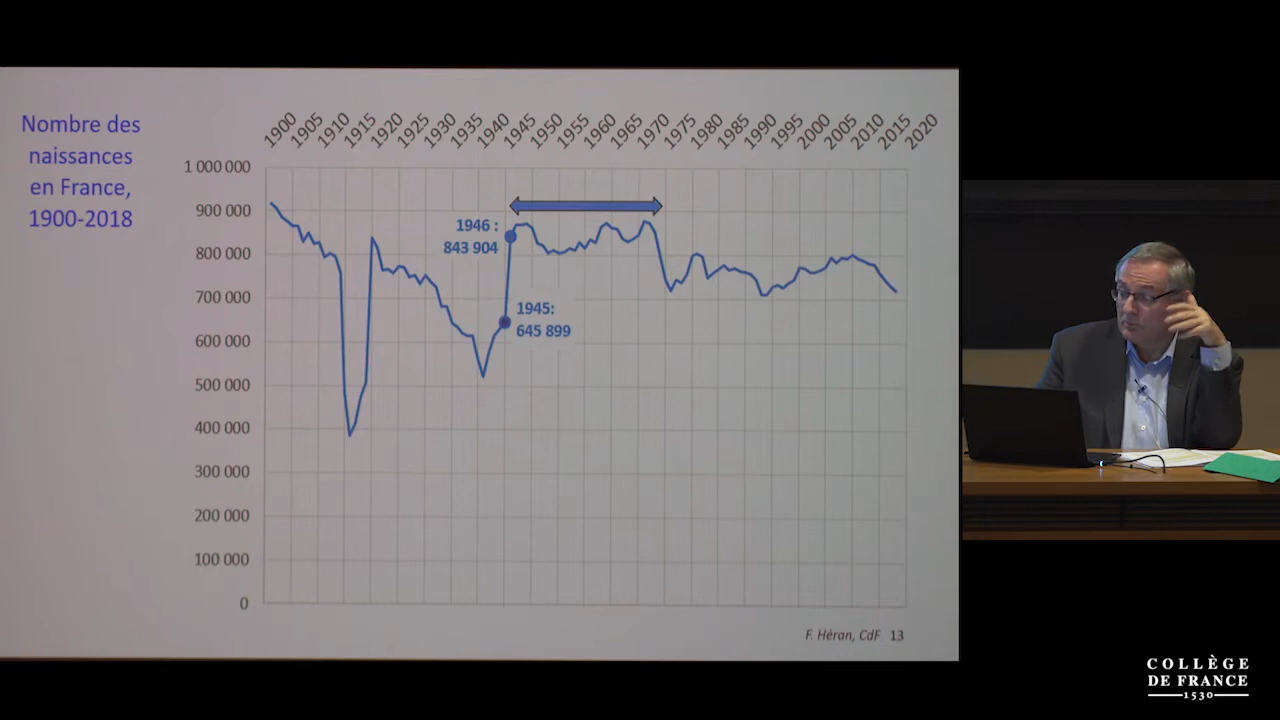 Nombre des
naissances
en France,
1900-2018
1900 1905 1910 1915 1920 1925 1930 1935 1940 1945 1950 1955 1960 1965 1970 1975 1980 1985 1990 1995 2000 2005 2010 2015 2020
1 000 000
900 000
800 000
700 000
600 000
500 000
400 000
300 000
200 000
100 000
0
1946 :
843 904
1945:
645 899
F. Héran, CdF 13
COLLÈGE
DE FRANCE
1530